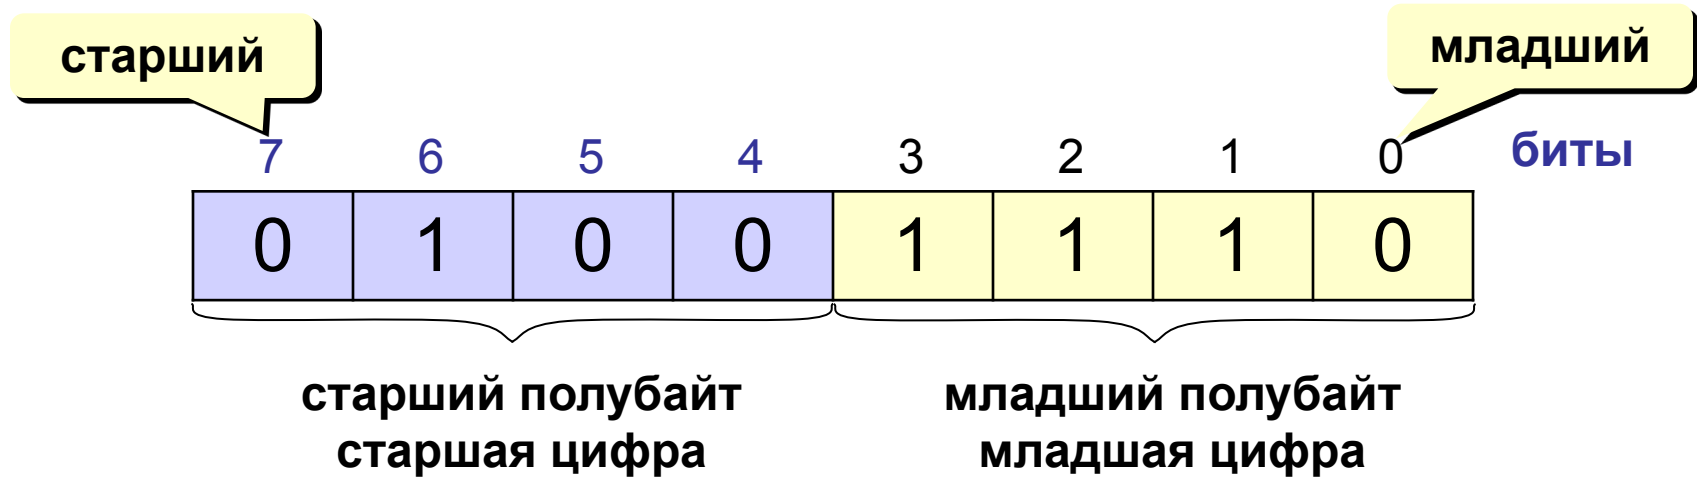 старший младший
7 6 5 4 3 2 1 0 биты
0 1 0 0 1 1 1 0
старший полубайт
старшая цифра
младший полубайт
младшая цифра